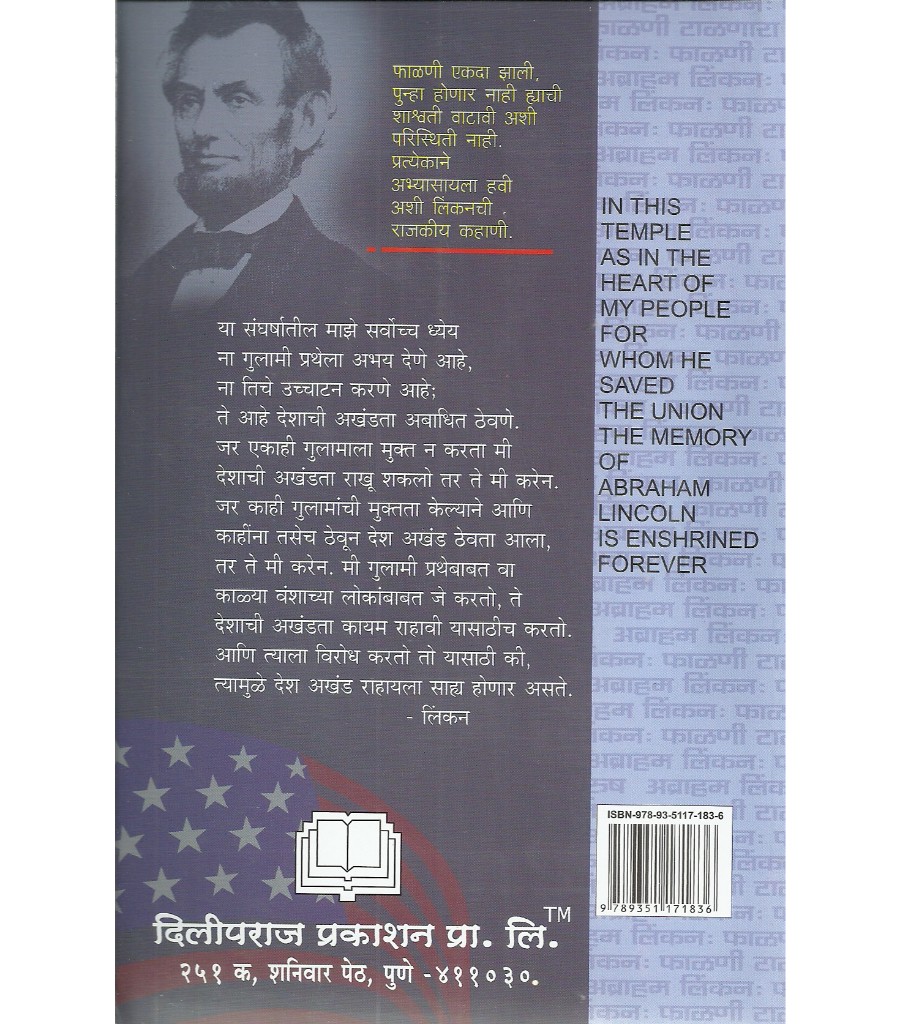 फाळणी एकदा झाली,
पुन्हा होणार नाही ह्याची
शाश्वती वाटावी अशी
परिस्थिती नाही.
प्रत्येकाने
अभ्यासायला हवी
अशी लिंकनची
राजकीय कहाणी.
या संघर्षातील माझे सर्वोच्च ध्येय
ना गुलामी प्रथेला अभय देणे आहे,
ना तिचे उच्चाटन करणे आहे;
ते आहे देशाची अखंडता अबाधित ठेवणे.
जर एकाही गुलामाला मुक्त न करता मी
देशाची अखंडता राखू शकलो तर ते मी करेन.
जर काही गुलामांची मुक्तता केल्याने आणि
काहींना तसेच ठेवून देश अखंड ठेवता आला,
तर ते मी करेन. मी गुलामी प्रथेबाबत वा
काळ्या वंशाच्या लोकांबाबत जे करतो, ते
देशाची अखंडता कायम राहावी यासाठीच करतो.
आणि त्याला विरोध करतो तो यासाठी की,
त्यामुळे देश अखंड राहायला साह्य होणार असते.
- लिंकन
दिलीपराज प्रकाशन प्रा. लि.™
२५१ क, शनिवार पेठ, पुणे -४११०३०.
IN THIS
TEMPLE
AS IN THE
HEART OF
MY PEOPLE
FOR
WHOM HE
SAVED
THE UNION
THE MEMORY
OF
ABRAHAM
LINCOLN
IS ENSHRINED
FOREVER
ISBN-978-93-5117-183-6
9 789351 171836